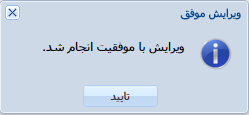 ویرایش موفق
ویرایش با موفقیت انجام شد.
تایید